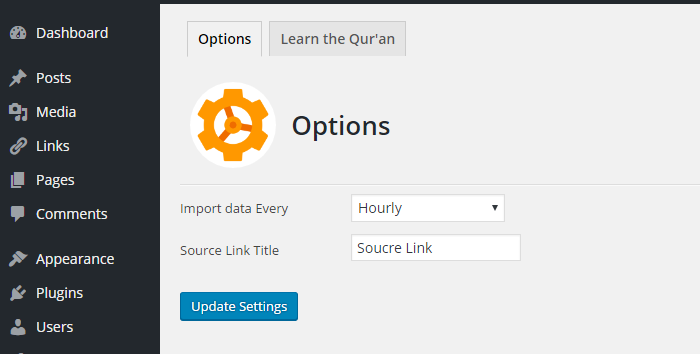 Dashboard
Posts
Media
Links
Pages
Comments
Appearance
Plugins
Users
Options
Learn the Qur'an
Options
Import data Every
Hourly
Source Link Title
Soucre Link
Update Settings